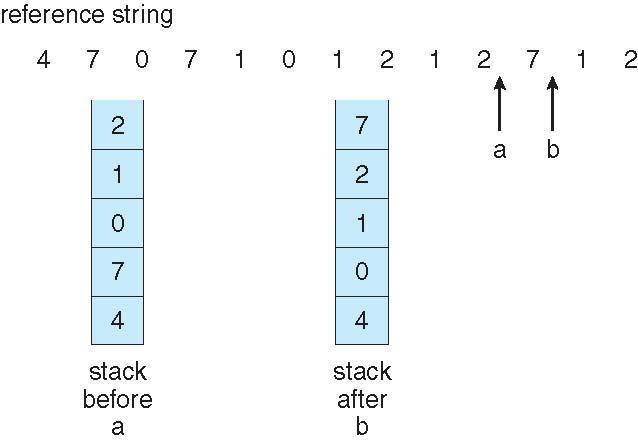 reference string
4 7 0 7 1 0 1 2 1 2 7 1 2
a b
2
1
0
7
4
stack
before
a
7
2
1
0
4
stack
after
b